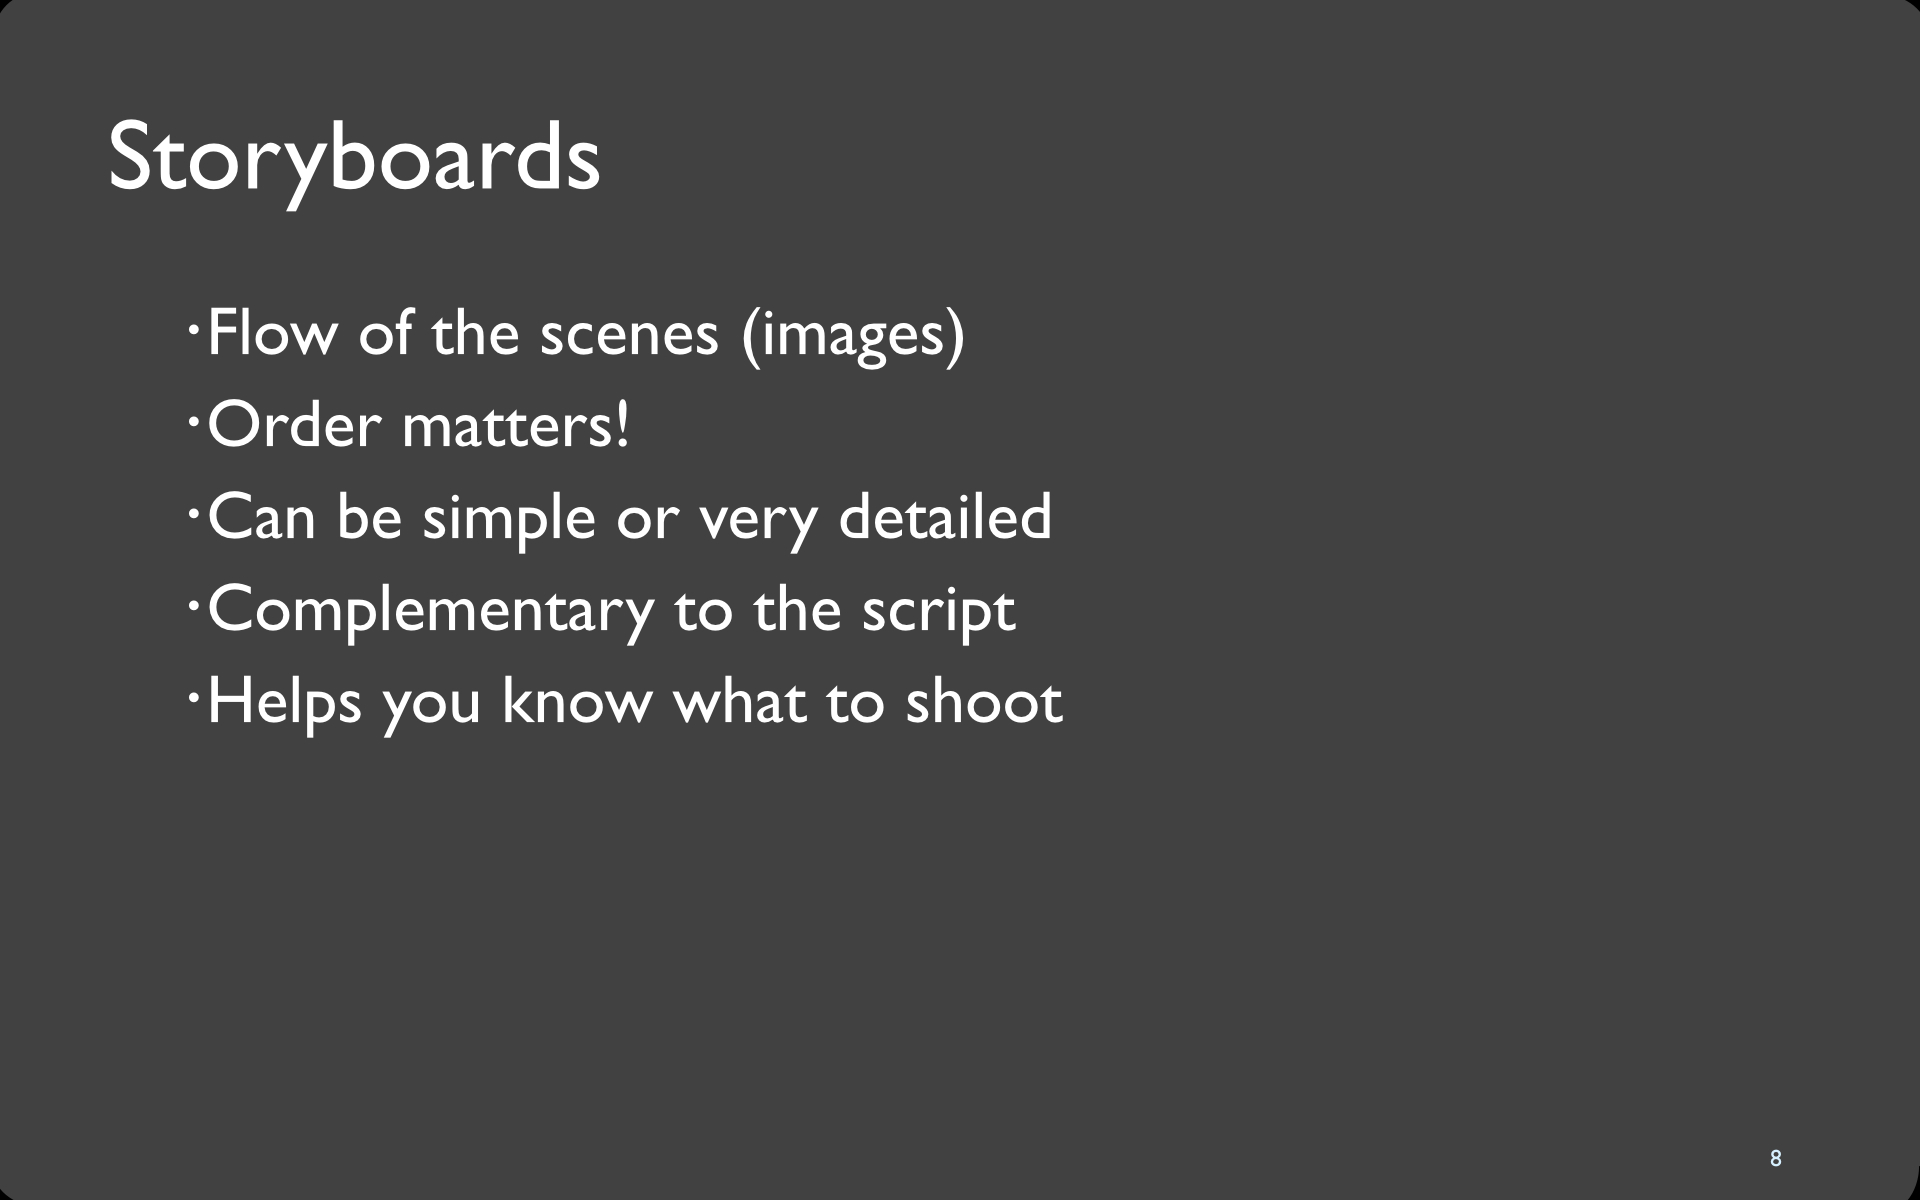 Storyboards
•Flow of the scenes (images)
•Order matters!
•Can be simple or very detailed
•Complementary to the script
•Helps you know what to shoot
8